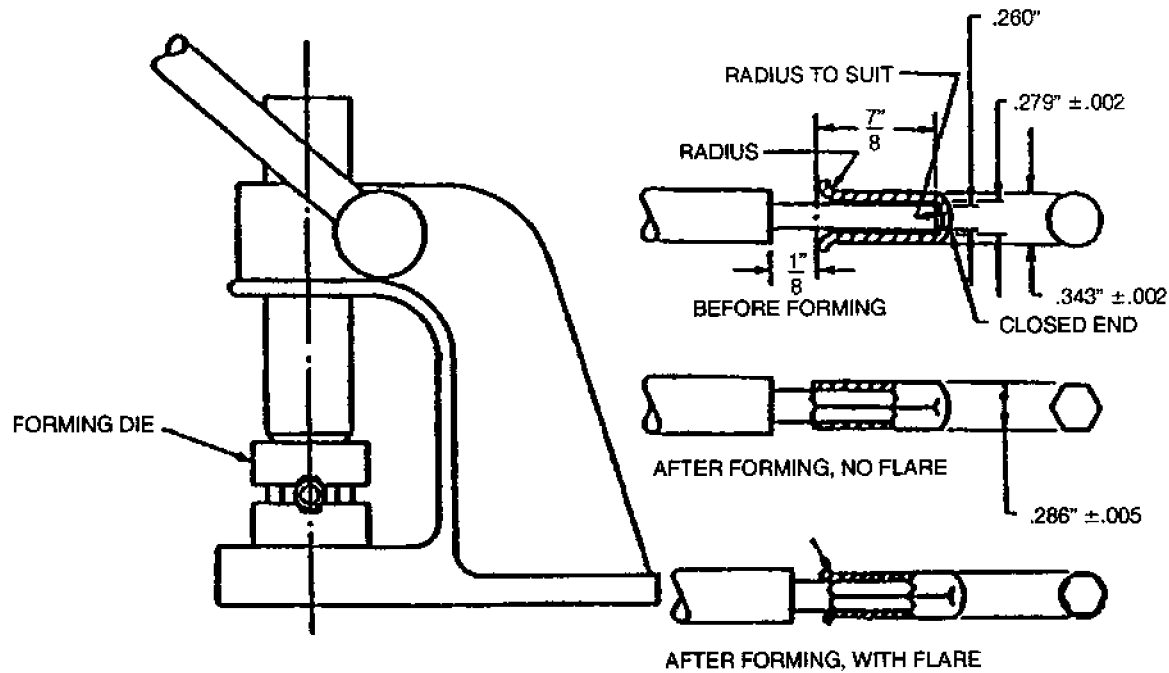 .260"
RADIUS TO SUIT
.279" ±.002
7"
8
RADIUS
1"
8
.343" ±.002
BEFORE FORMING
CLOSED END
FORMING DIE
AFTER FORMING, NO FLARE
.286" ±.005
AFTER FORMING, WITH FLARE